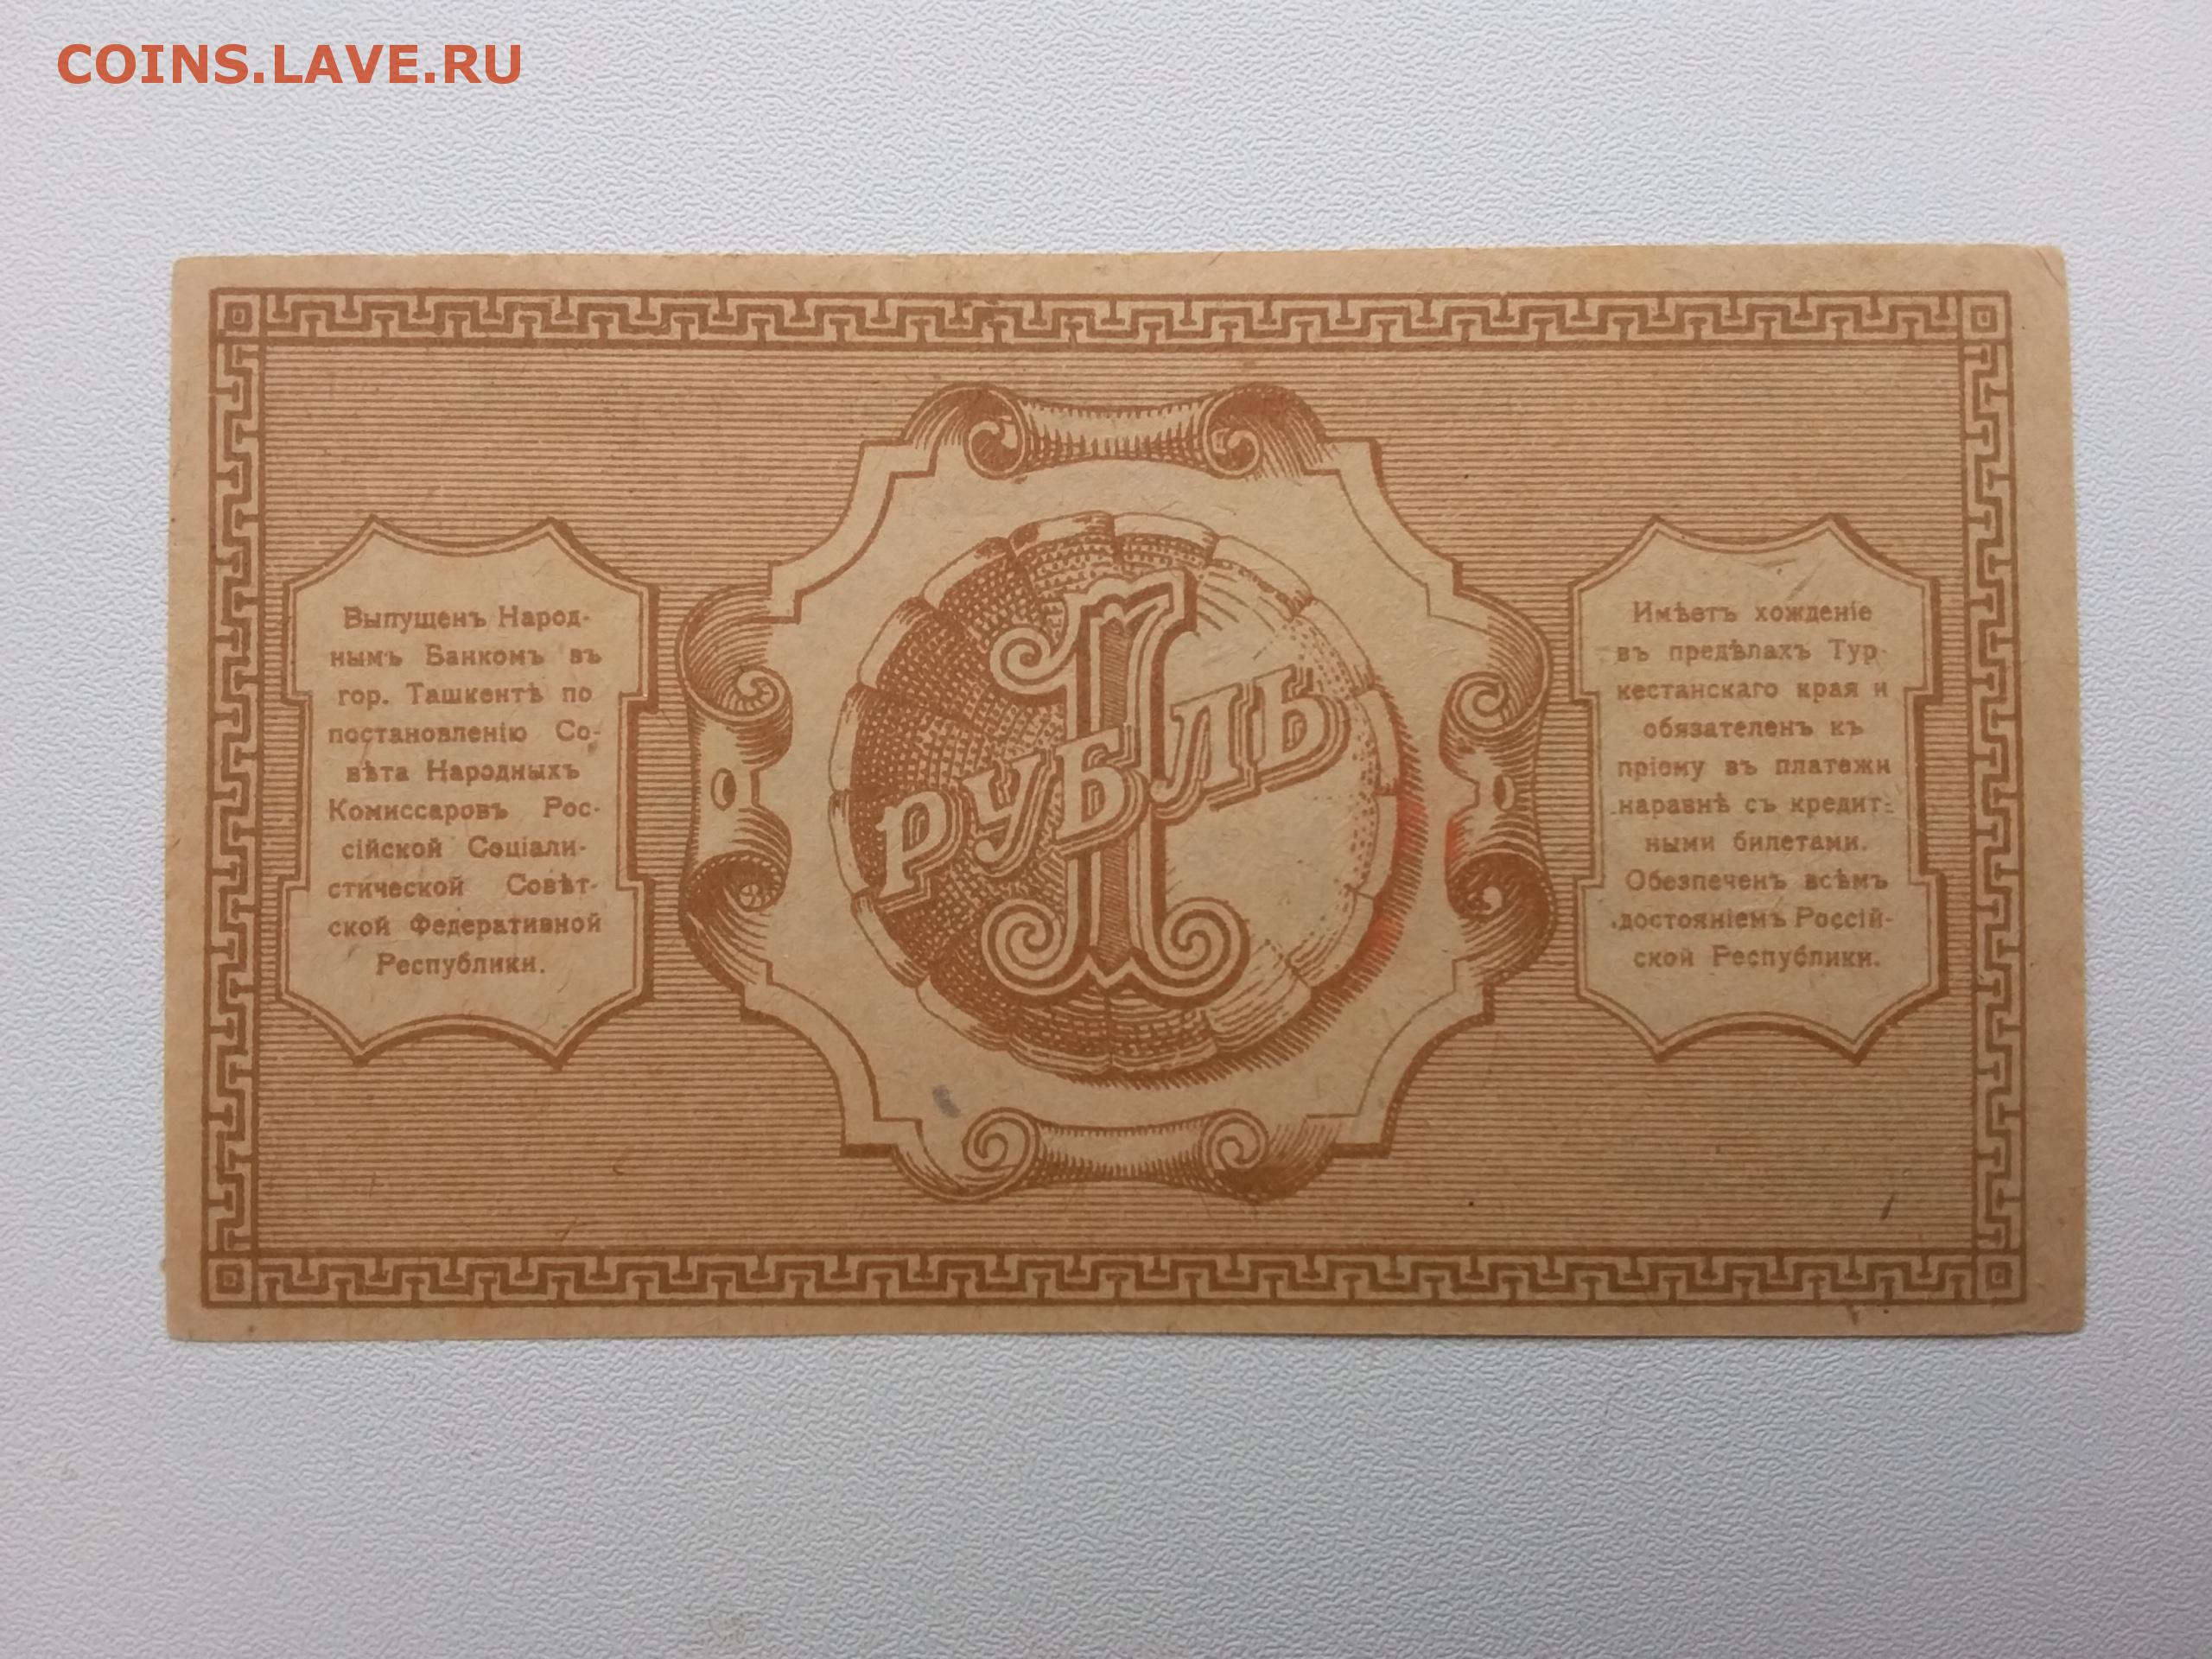 COINS.LAVE.RU
Выпущенъ Народ-
нымъ Банкомъ въ
гор. Ташкентѣ по
постановленію Со-
вѣта Народныхъ
Комиссаровъ Рос-
сійской Соціали-
стической Совѣт-
ской Федеративной
Республики.
1
рубль
Имѣетъ хожденіе
въ предѣлахъ Тур-
кестанскаго края и
обязателенъ къ
пріему въ платежи
наравнѣ съ кредит-
ными билетами.
Обезпеченъ всѣмъ
достояніемъ Россій-
ской Республики.